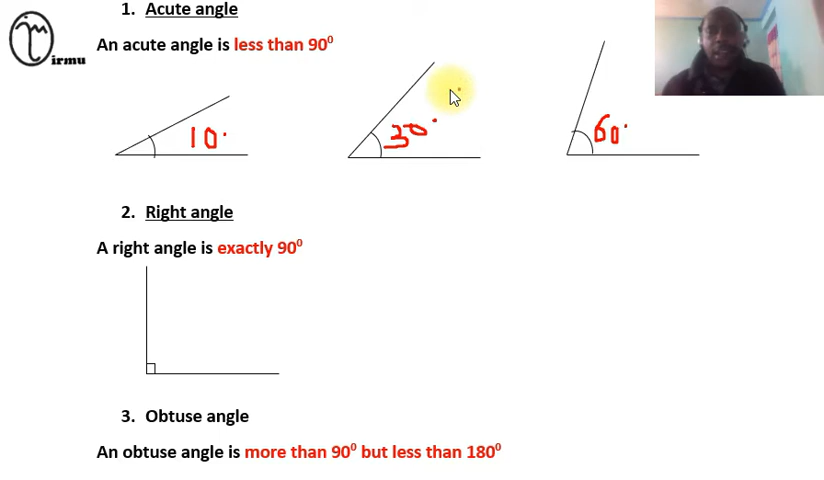 1. Acute angle
irmu
An acute angle is less than 90⁰
10°
30°
60°
2. Right angle
A right angle is exactly 90⁰
3. Obtuse angle
An obtuse angle is more than 90⁰ but less than 180⁰